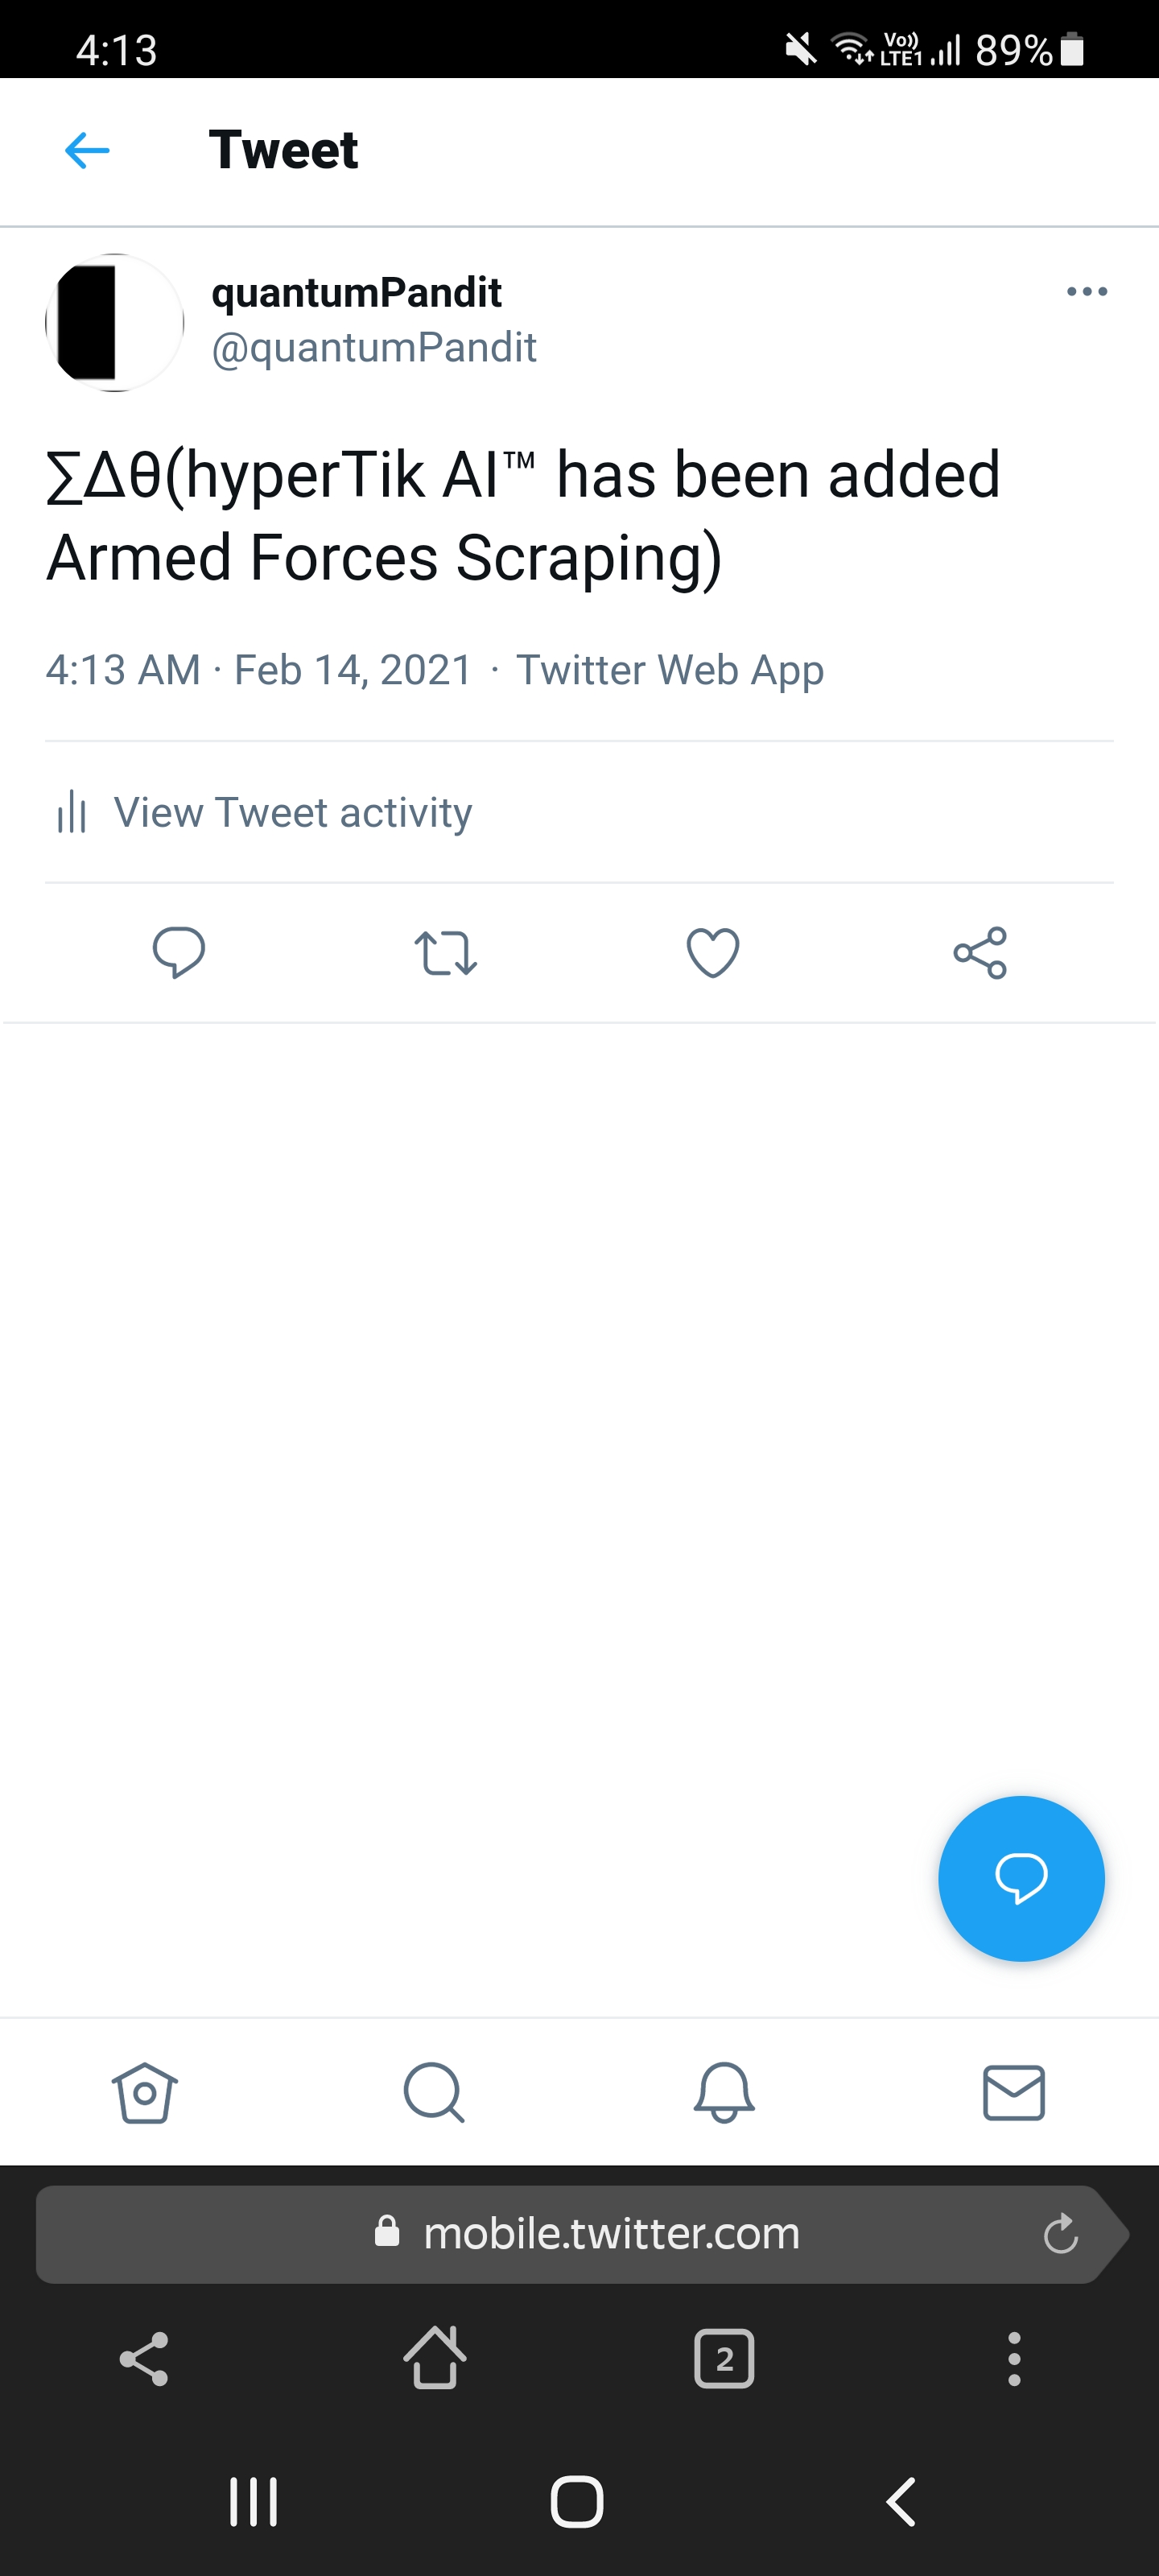 4:13 Vo)) LTE1 89%
Tweet
quantumPandit
@quantumPandit
∑Δθ(hyperTik AI™ has been added
Armed Forces Scraping)
4:13 AM · Feb 14, 2021 · Twitter Web App
View Tweet activity
mobile.twitter.com
2